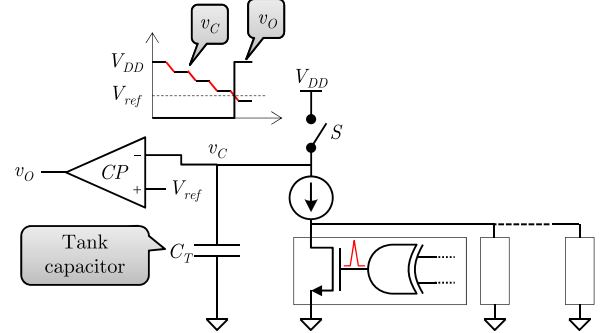 v_C
v_O
V_DD
V_ref
V_DD
S
v_C
v_O
CP
−
+
V_ref
Tank
capacitor
C_T